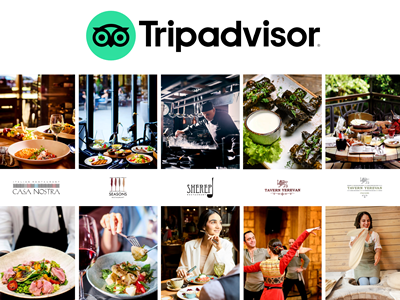 Tripadvisor
CASA NOSTRA
SEASONS
SHEREP
TAVERN YEREVAN
TAVERN YEREVAN